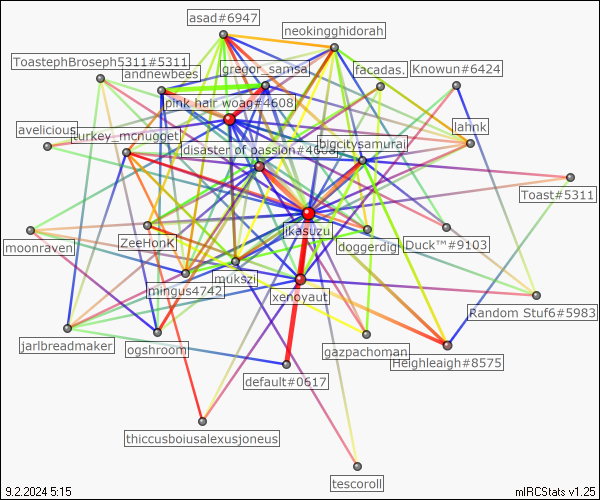 asad#6947
neokingghidorah
ToastephBroseph5311#5311
andnewbees
gregor_samsa
facadas.
Knowun#6424
pink hair woag#4608
avelicious
turkey_mcnugget
disaster of passion#4608
bigcitysamurai
lahnk
Toast#5311
ikasuzu
moonraven
ZeeHonk
doggerdig
Duck™#9103
mingus4742
mukszi
xenoyaut
Random Stuf6#5983
jarlbreadmaker
ogshroom
gazpachoman
Heighleaigh#8575
default#0617
thiccusboiusalexusjoneus
tescoroll
9.2.2024 5:15
mIRCStats v1.25